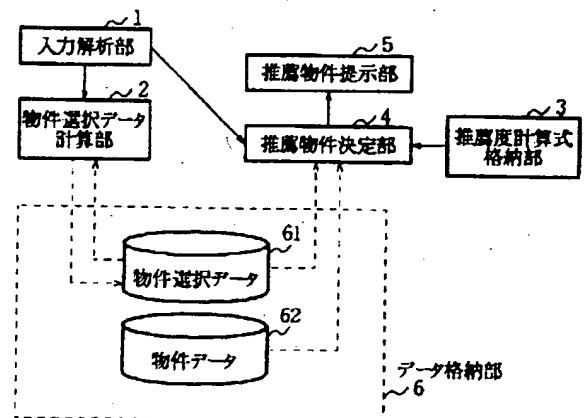 1
入力解析部
2
物件選択データ
計算部
5
推薦物件提示部
4
推薦物件決定部
3
推薦度計算式
格納部
61
物件選択データ
62
物件データ
データ格納部
6